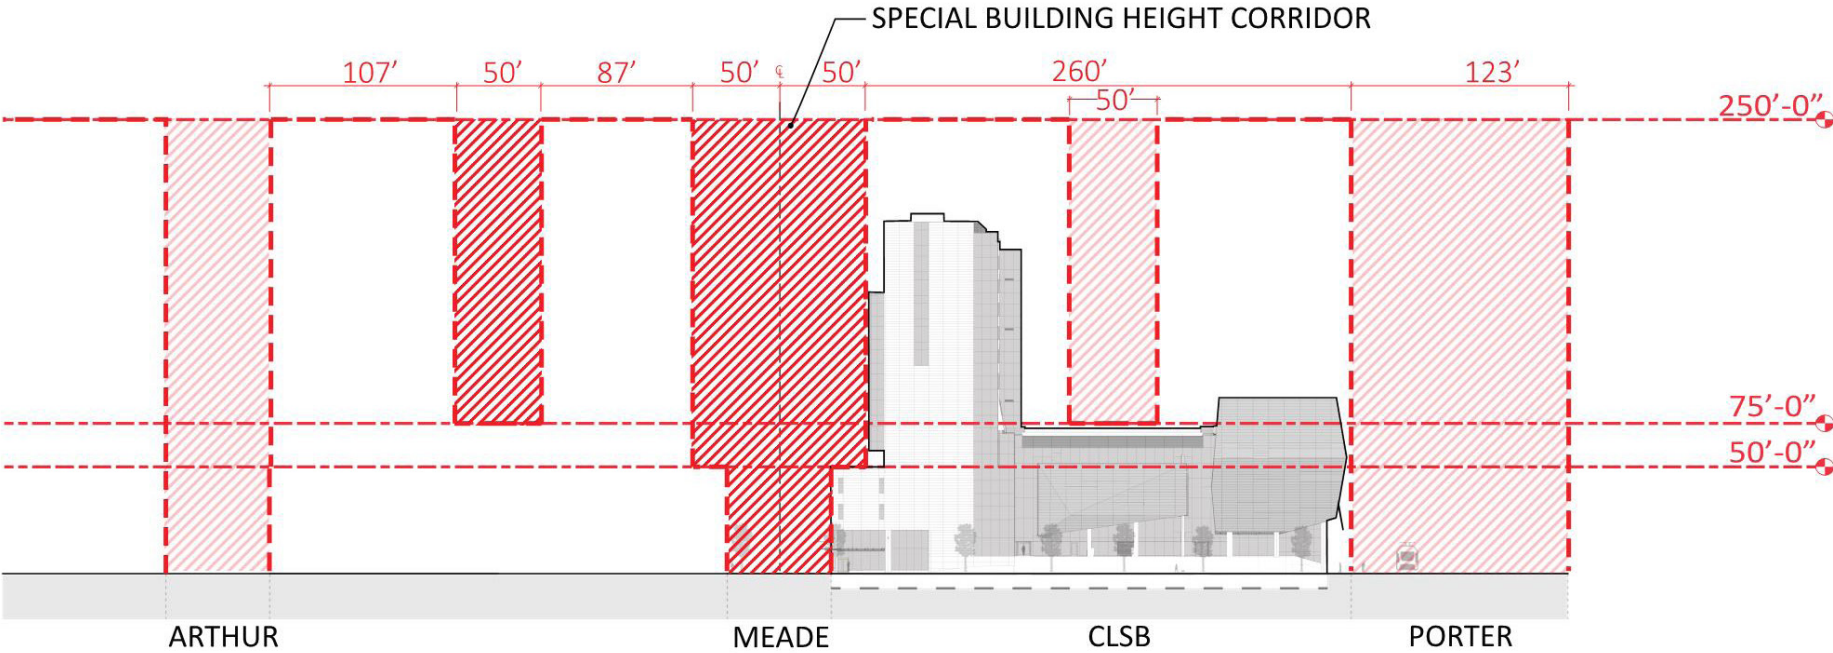 SPECIAL BUILDING HEIGHT CORRIDOR
107’ 50’ 87’ 50’ ℄ 50’ 260’ 123’
50’
250’-0”
75’-0”
50’-0”
ARTHUR MEADE CLSB PORTER